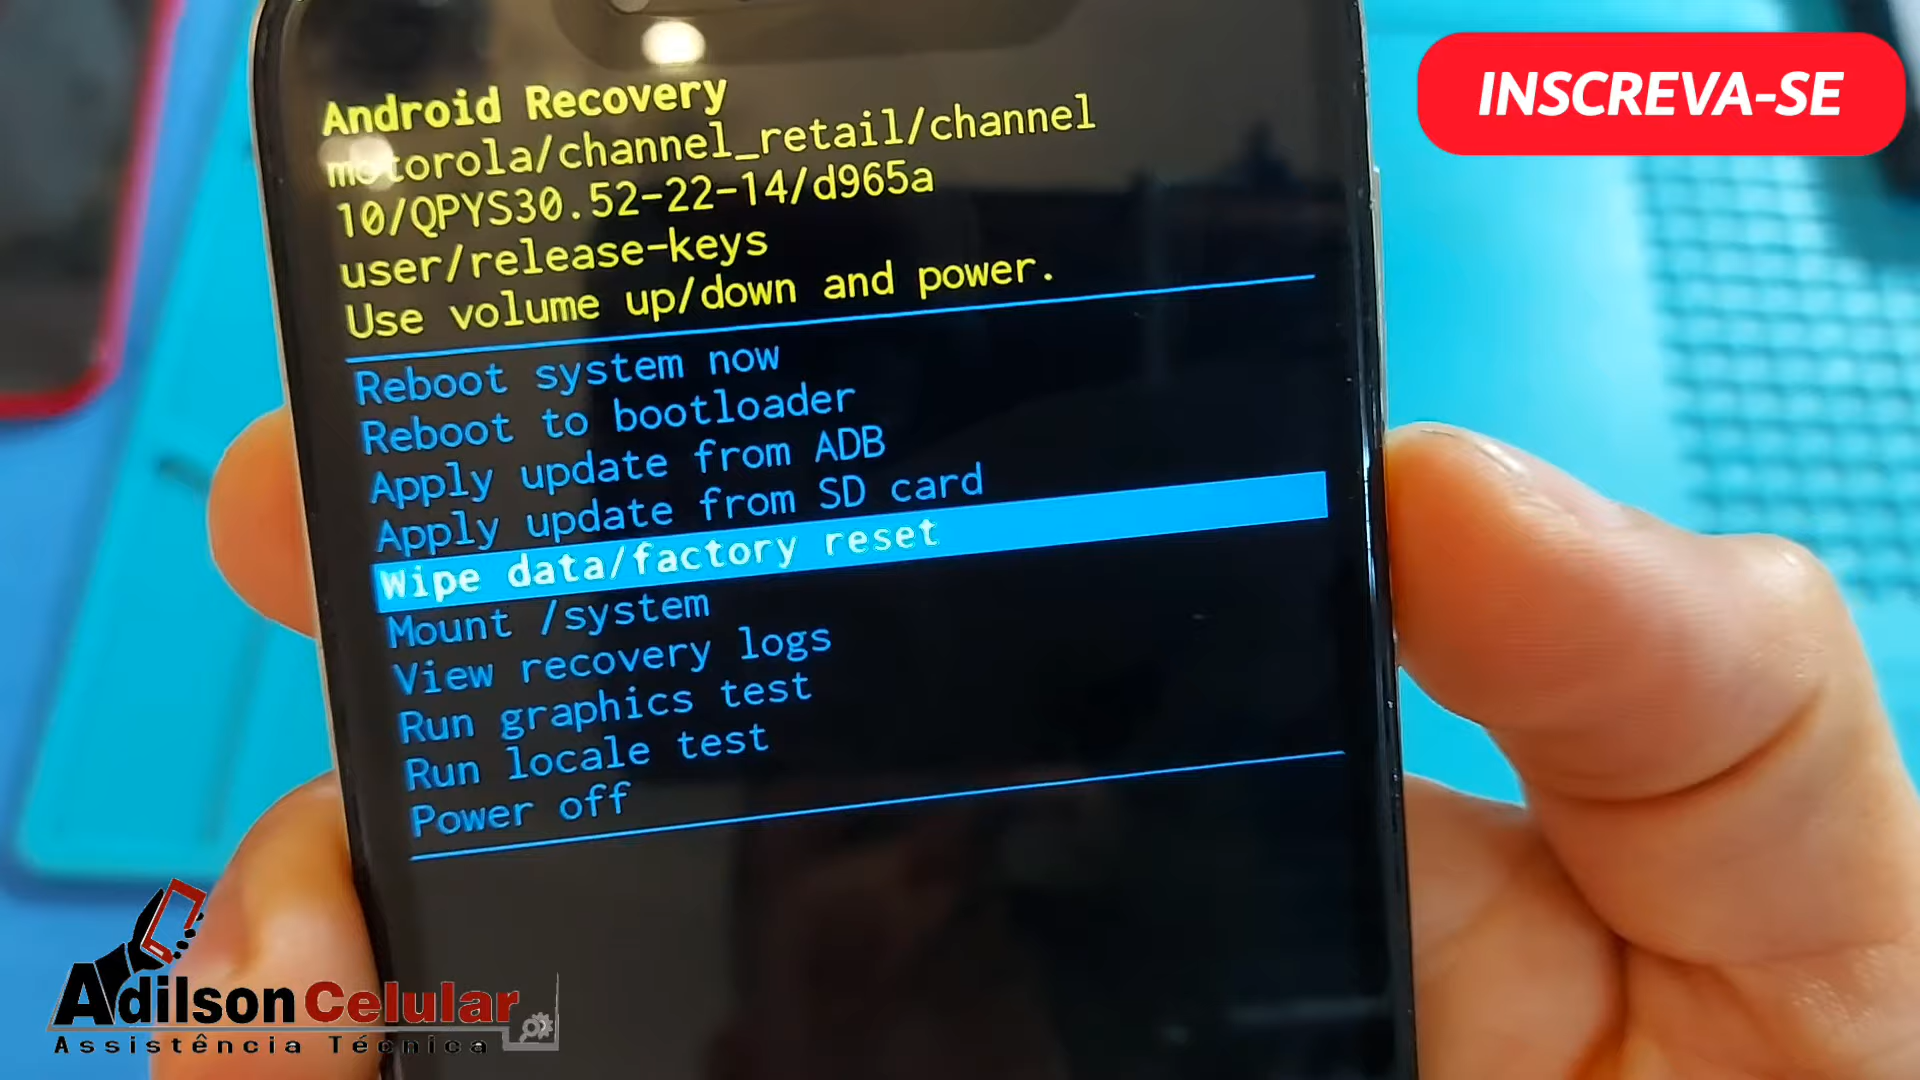 INSCREVA-SE
Android Recovery
motorola/channel_retail/channel
10/QPYS30.52-22-14/d965a
user/release-keys
Use volume up/down and power.
Reboot system now
Reboot to bootloader
Apply update from ADB
Apply update from SD card
Wipe data/factory reset
Mount /system
View recovery logs
Run graphics test
Run locale test
Power off
Adilson Celular
Assistência Técnica